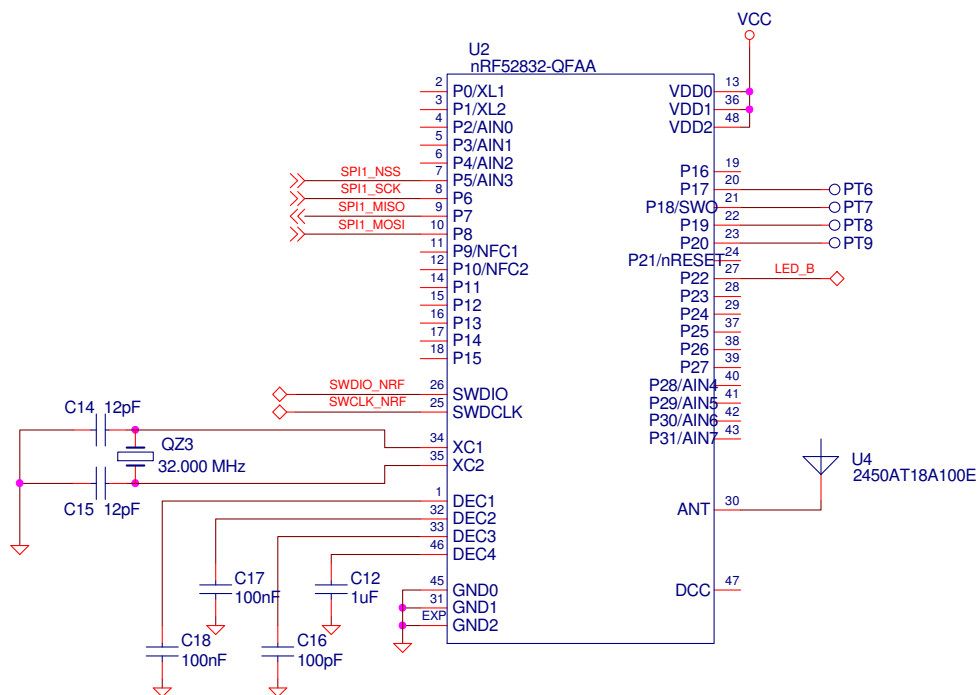 VCC
U2
nRF52832-QFAA
2 P0/XL1
3 P1/XL2
4 P2/AIN0
5 P3/AIN1
6 P4/AIN2
SPI1_NSS 7 P5/AIN3
SPI1_SCK 8 P6
SPI1_MISO 9 P7
SPI1_MOSI 10 P8
11 P9/NFC1
12 P10/NFC2
14 P11
15 P12
16 P13
17 P14
18 P15
SWDIO_NRF 26 SWDIO
SWCLK_NRF 25 SWDCLK
34 XC1
35 XC2
1 DEC1
32 DEC2
33 DEC3
46 DEC4
45 GND0
31 GND1
EXP GND2
VDD0 13
VDD1 36
VDD2 48
P16 19
P17 20 PT6
P18/SWO 21 PT7
P19 22 PT8
P20 23 PT9
P21/nRESET 24
P22 27 LED_B
P23 28
P24 29
P25 37
P26 38
P27 39
P28/AIN4 40
P29/AIN5 41
P30/AIN6 42
P31/AIN7 43
ANT 30
DCC 47
U4
2450AT18A100E
C14 12pF
QZ3
32.000 MHz
C15 12pF
C17
100nF
C12
1uF
C18
100nF
C16
100pF